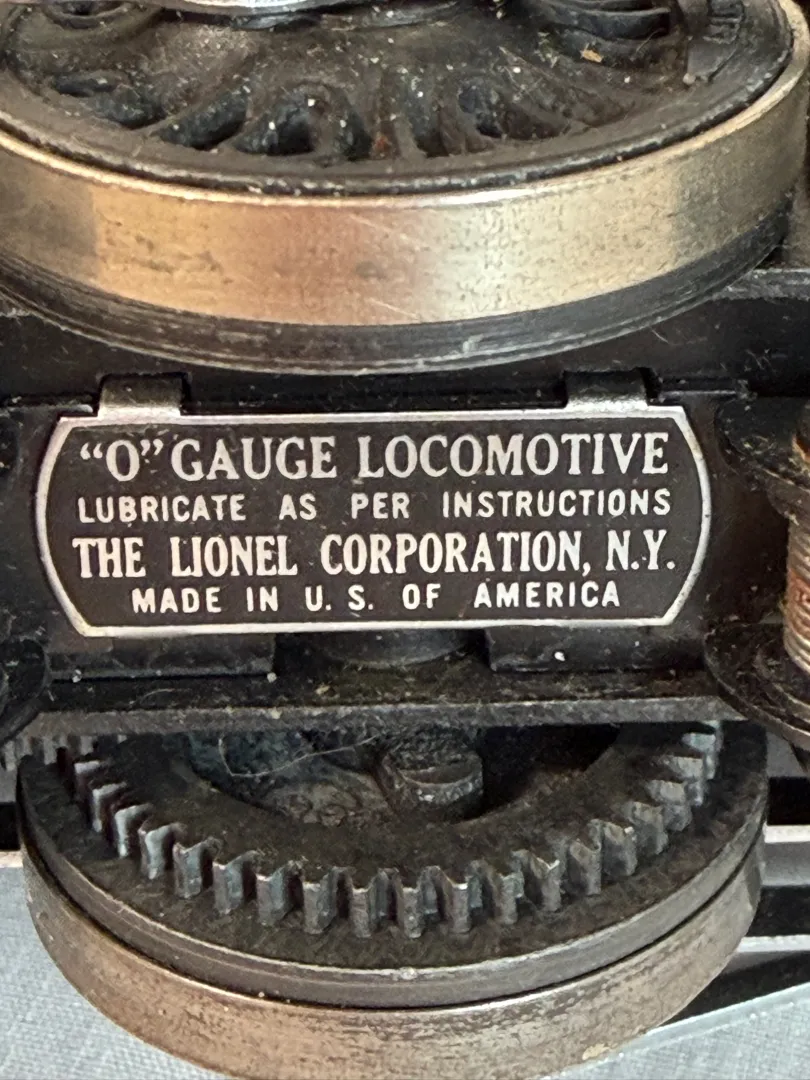 “O” GAUGE LOCOMOTIVE
LUBRICATE AS PER INSTRUCTIONS
THE LIONEL CORPORATION, N.Y.
MADE IN U. S. OF AMERICA